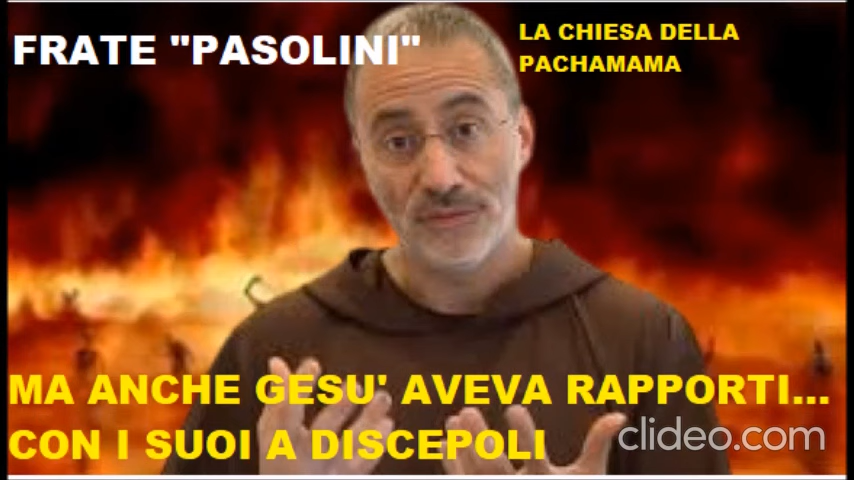 FRATE "PASOLINI"
LA CHIESA DELLA
PACHAMAMA
MA ANCHE GESU' AVEVA RAPPORTI...
CON I SUOI A DISCEPOLI
clideo.com